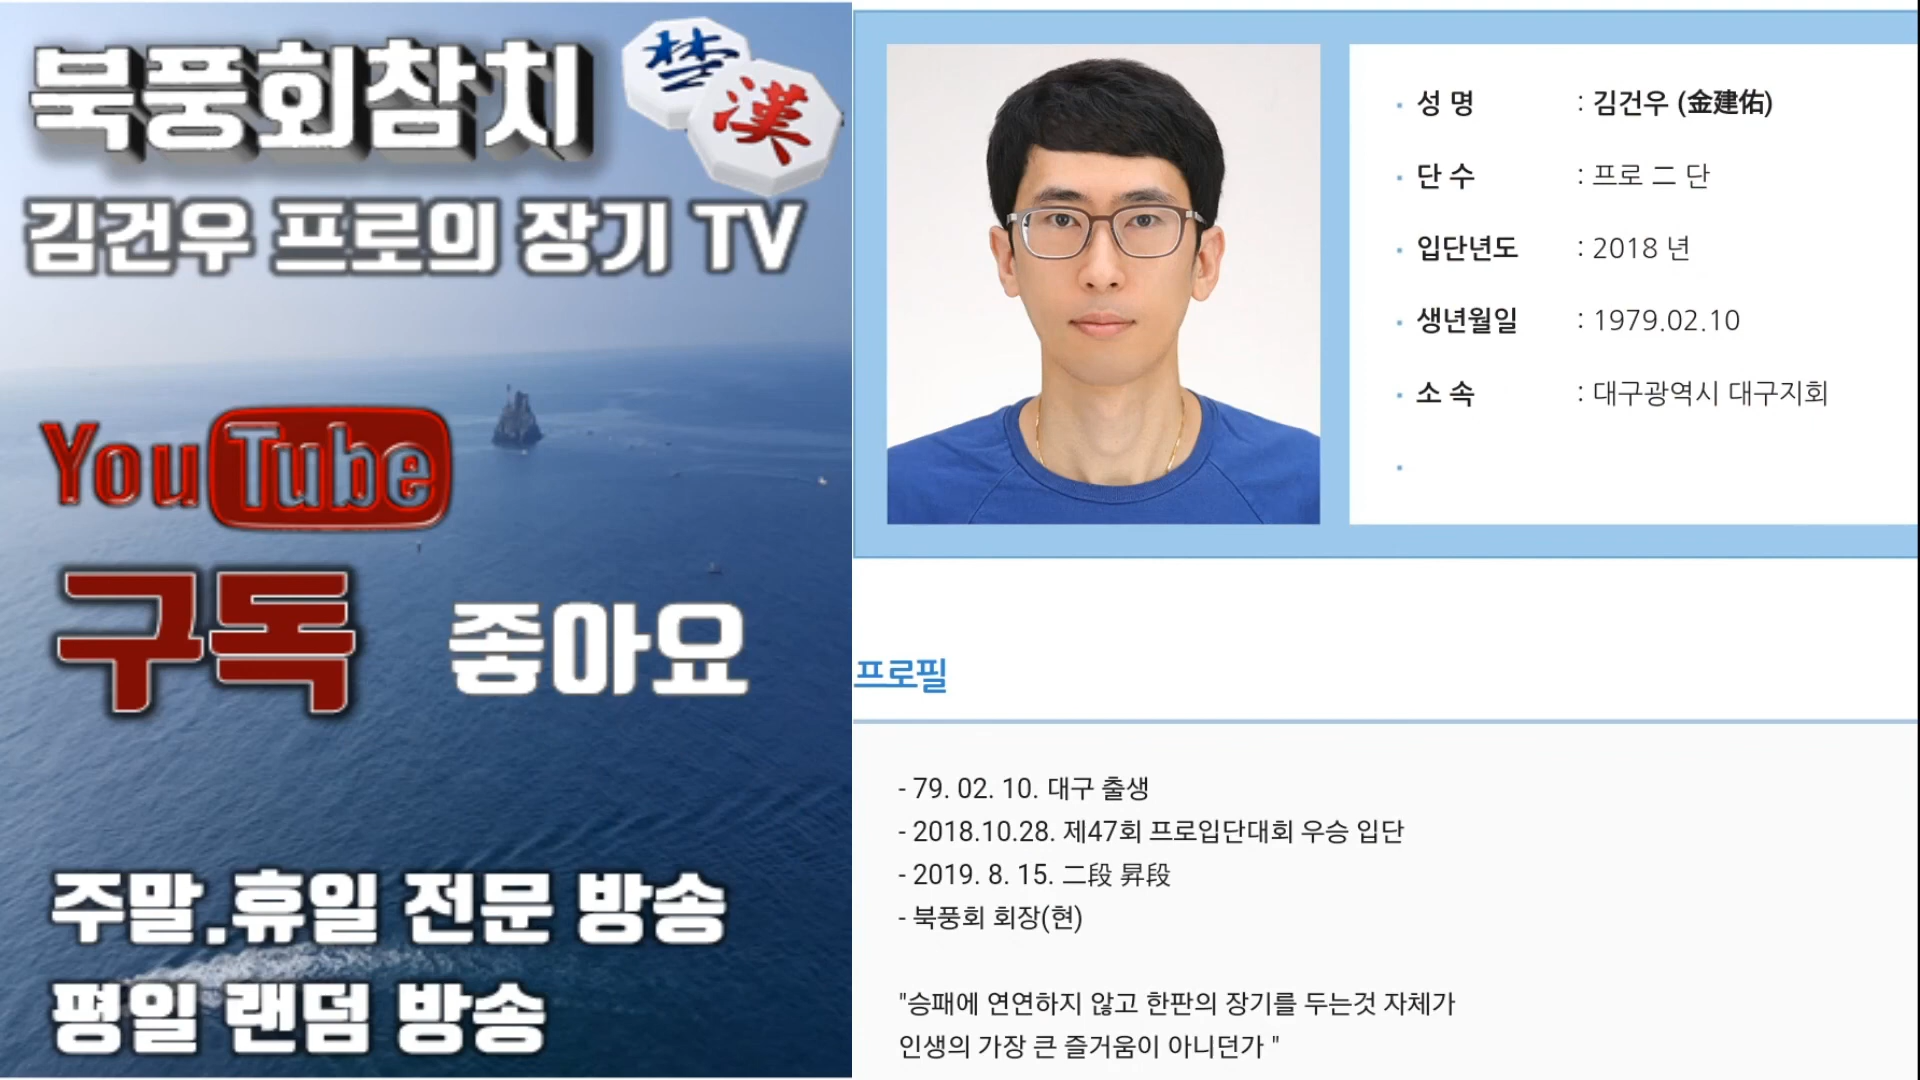 북풍회참치
楚
漢
김건우 프로의 장기 TV
YouTube
구독
좋아요
주말.휴일 전문 방송
평일 랜덤 방송
· 성 명 : 김건우 (金建佑)
· 단 수 : 프로 二 단
· 입단년도 : 2018 년
· 생년월일 : 1979.02.10
· 소 속 : 대구광역시 대구지회
·
프로필
- 79. 02. 10. 대구 출생
- 2018.10.28. 제47회 프로입단대회 우승 입단
- 2019. 8. 15. 二段 昇段
- 북풍회 회장(현)
"승패에 연연하지 않고 한판의 장기를 두는것 자체가
인생의 가장 큰 즐거움이 아니던가 "